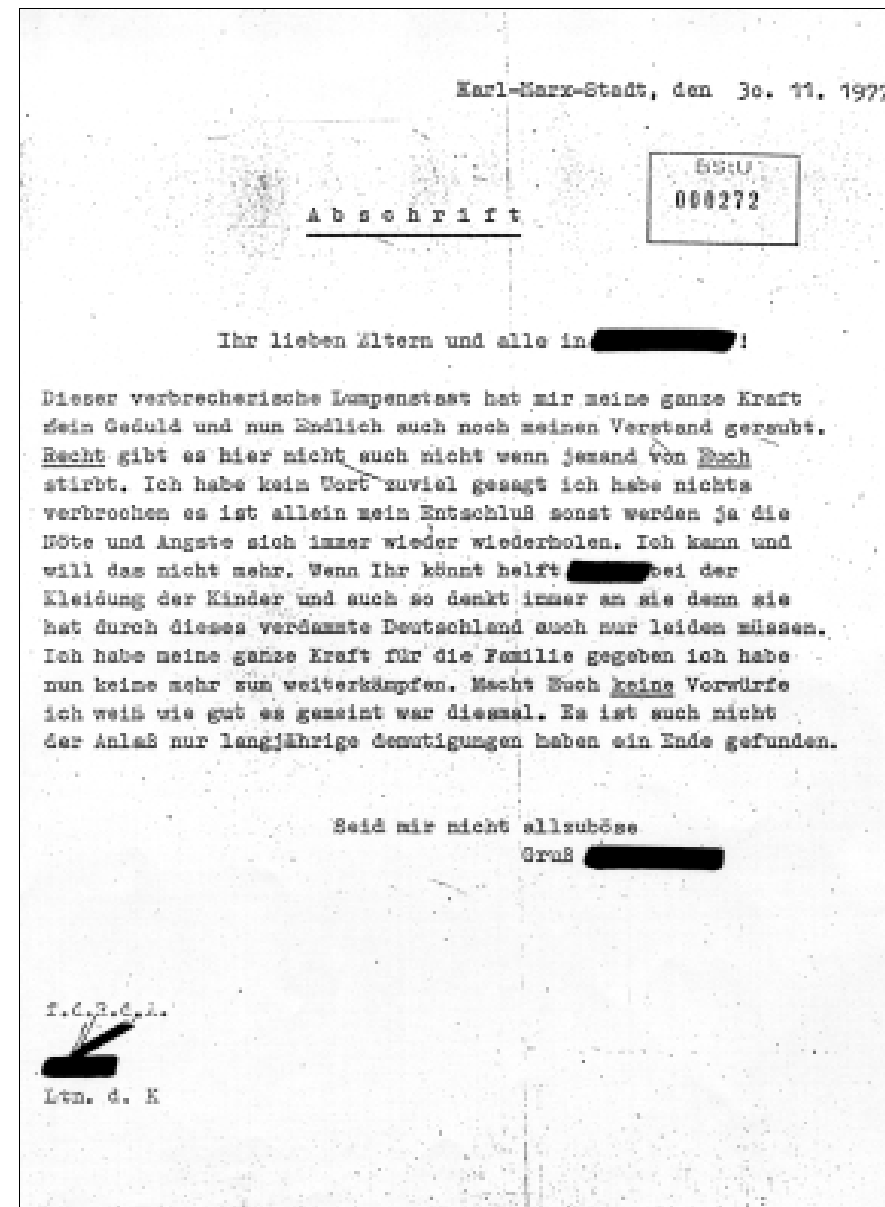 Karl-Marx-Stadt, den 30. 11. 1977
BStU
000272
Abschrift
Ihr lieben Eltern und alle in !
Dieser verbrecherische Lumpenstaat hat mir meine ganze Kraft
Mein Geduld und nun Endlich auch noch meinen Verstand geraubt.
Recht gibt es hier nicht auch nicht wenn jemand von Euch
stirbt. Ich habe kein Wort zuviel gesagt ich habe nichts
verbrochen es ist allein mein Entschluß sonst werden ja die
Nöte und Angste sich immer wieder wiederholen. Ich kann und
will das nicht mehr. Wenn Ihr könnt helft bei der
Kleidung der Kinder und auch so denkt immer an sie denn sie
hat durch dieses verdammte Deutschland auch nur leiden müssen.
Ich habe meine ganze Kraft für die Familie gegeben ich habe
nun keine mehr zum weiterkämpfen. Macht Euch keine Vorwürfe
ich weiß wie gut es gemeint war diesmal. Es ist auch nicht
der Anlaß nur langjährige demutigungen haben ein Ende gefunden.
Seid mir nicht allzuböse
Gruß
f.d.R.d.A.
Ltn. d. K